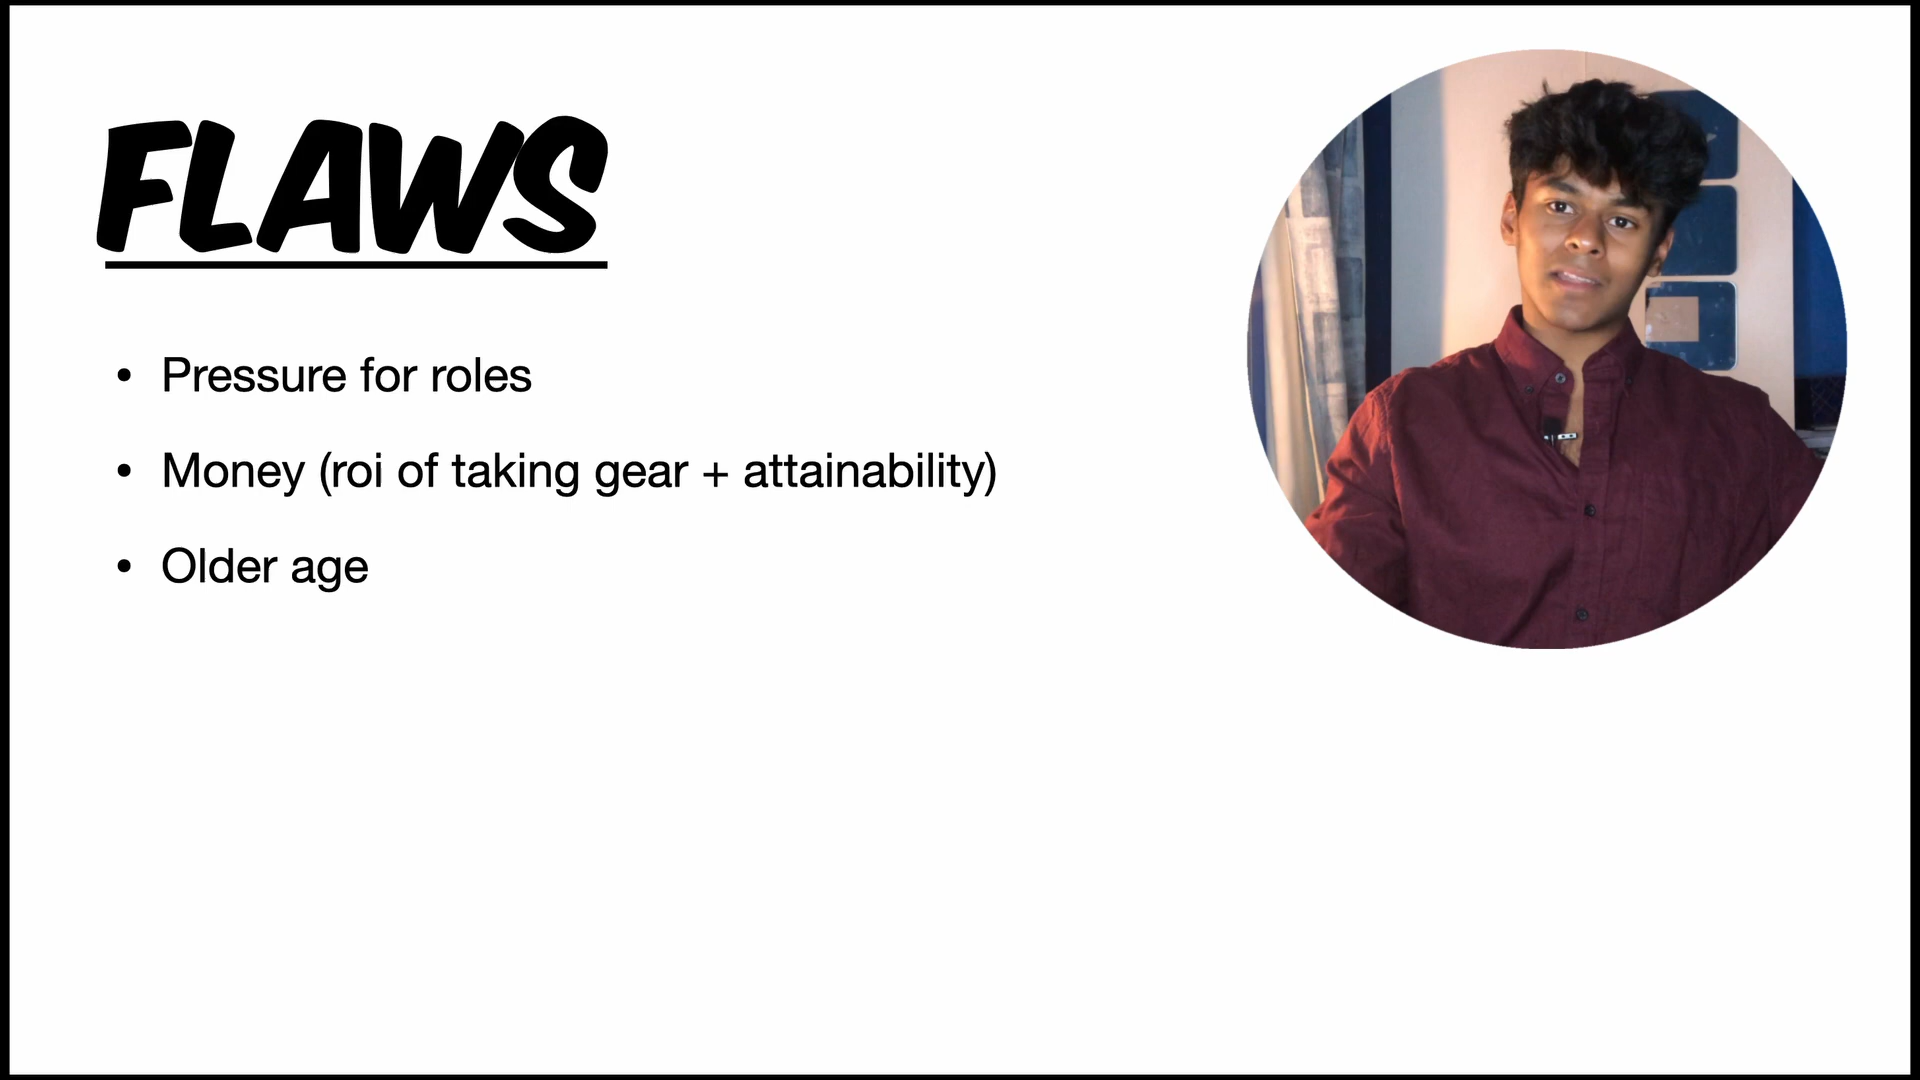 FLAWS
• Pressure for roles
• Money (roi of taking gear + attainability)
• Older age